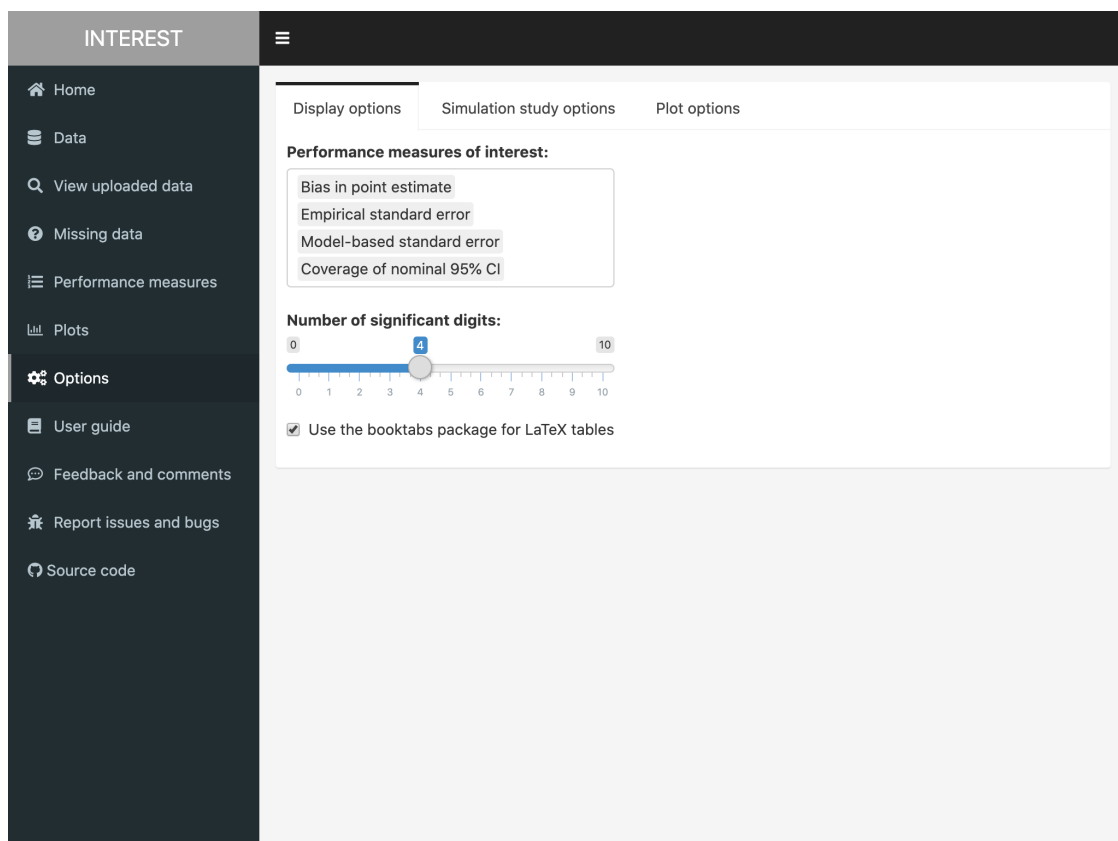 INTEREST
Home
Data
View uploaded data
Missing data
Performance measures
Plots
Options
User guide
Feedback and comments
Report issues and bugs
Source code
Display options Simulation study options Plot options
Performance measures of interest:
Bias in point estimate
Empirical standard error
Model-based standard error
Coverage of nominal 95% CI
Number of significant digits:
0 4 10
0 1 2 3 4 5 6 7 8 9 10
Use the booktabs package for LaTeX tables